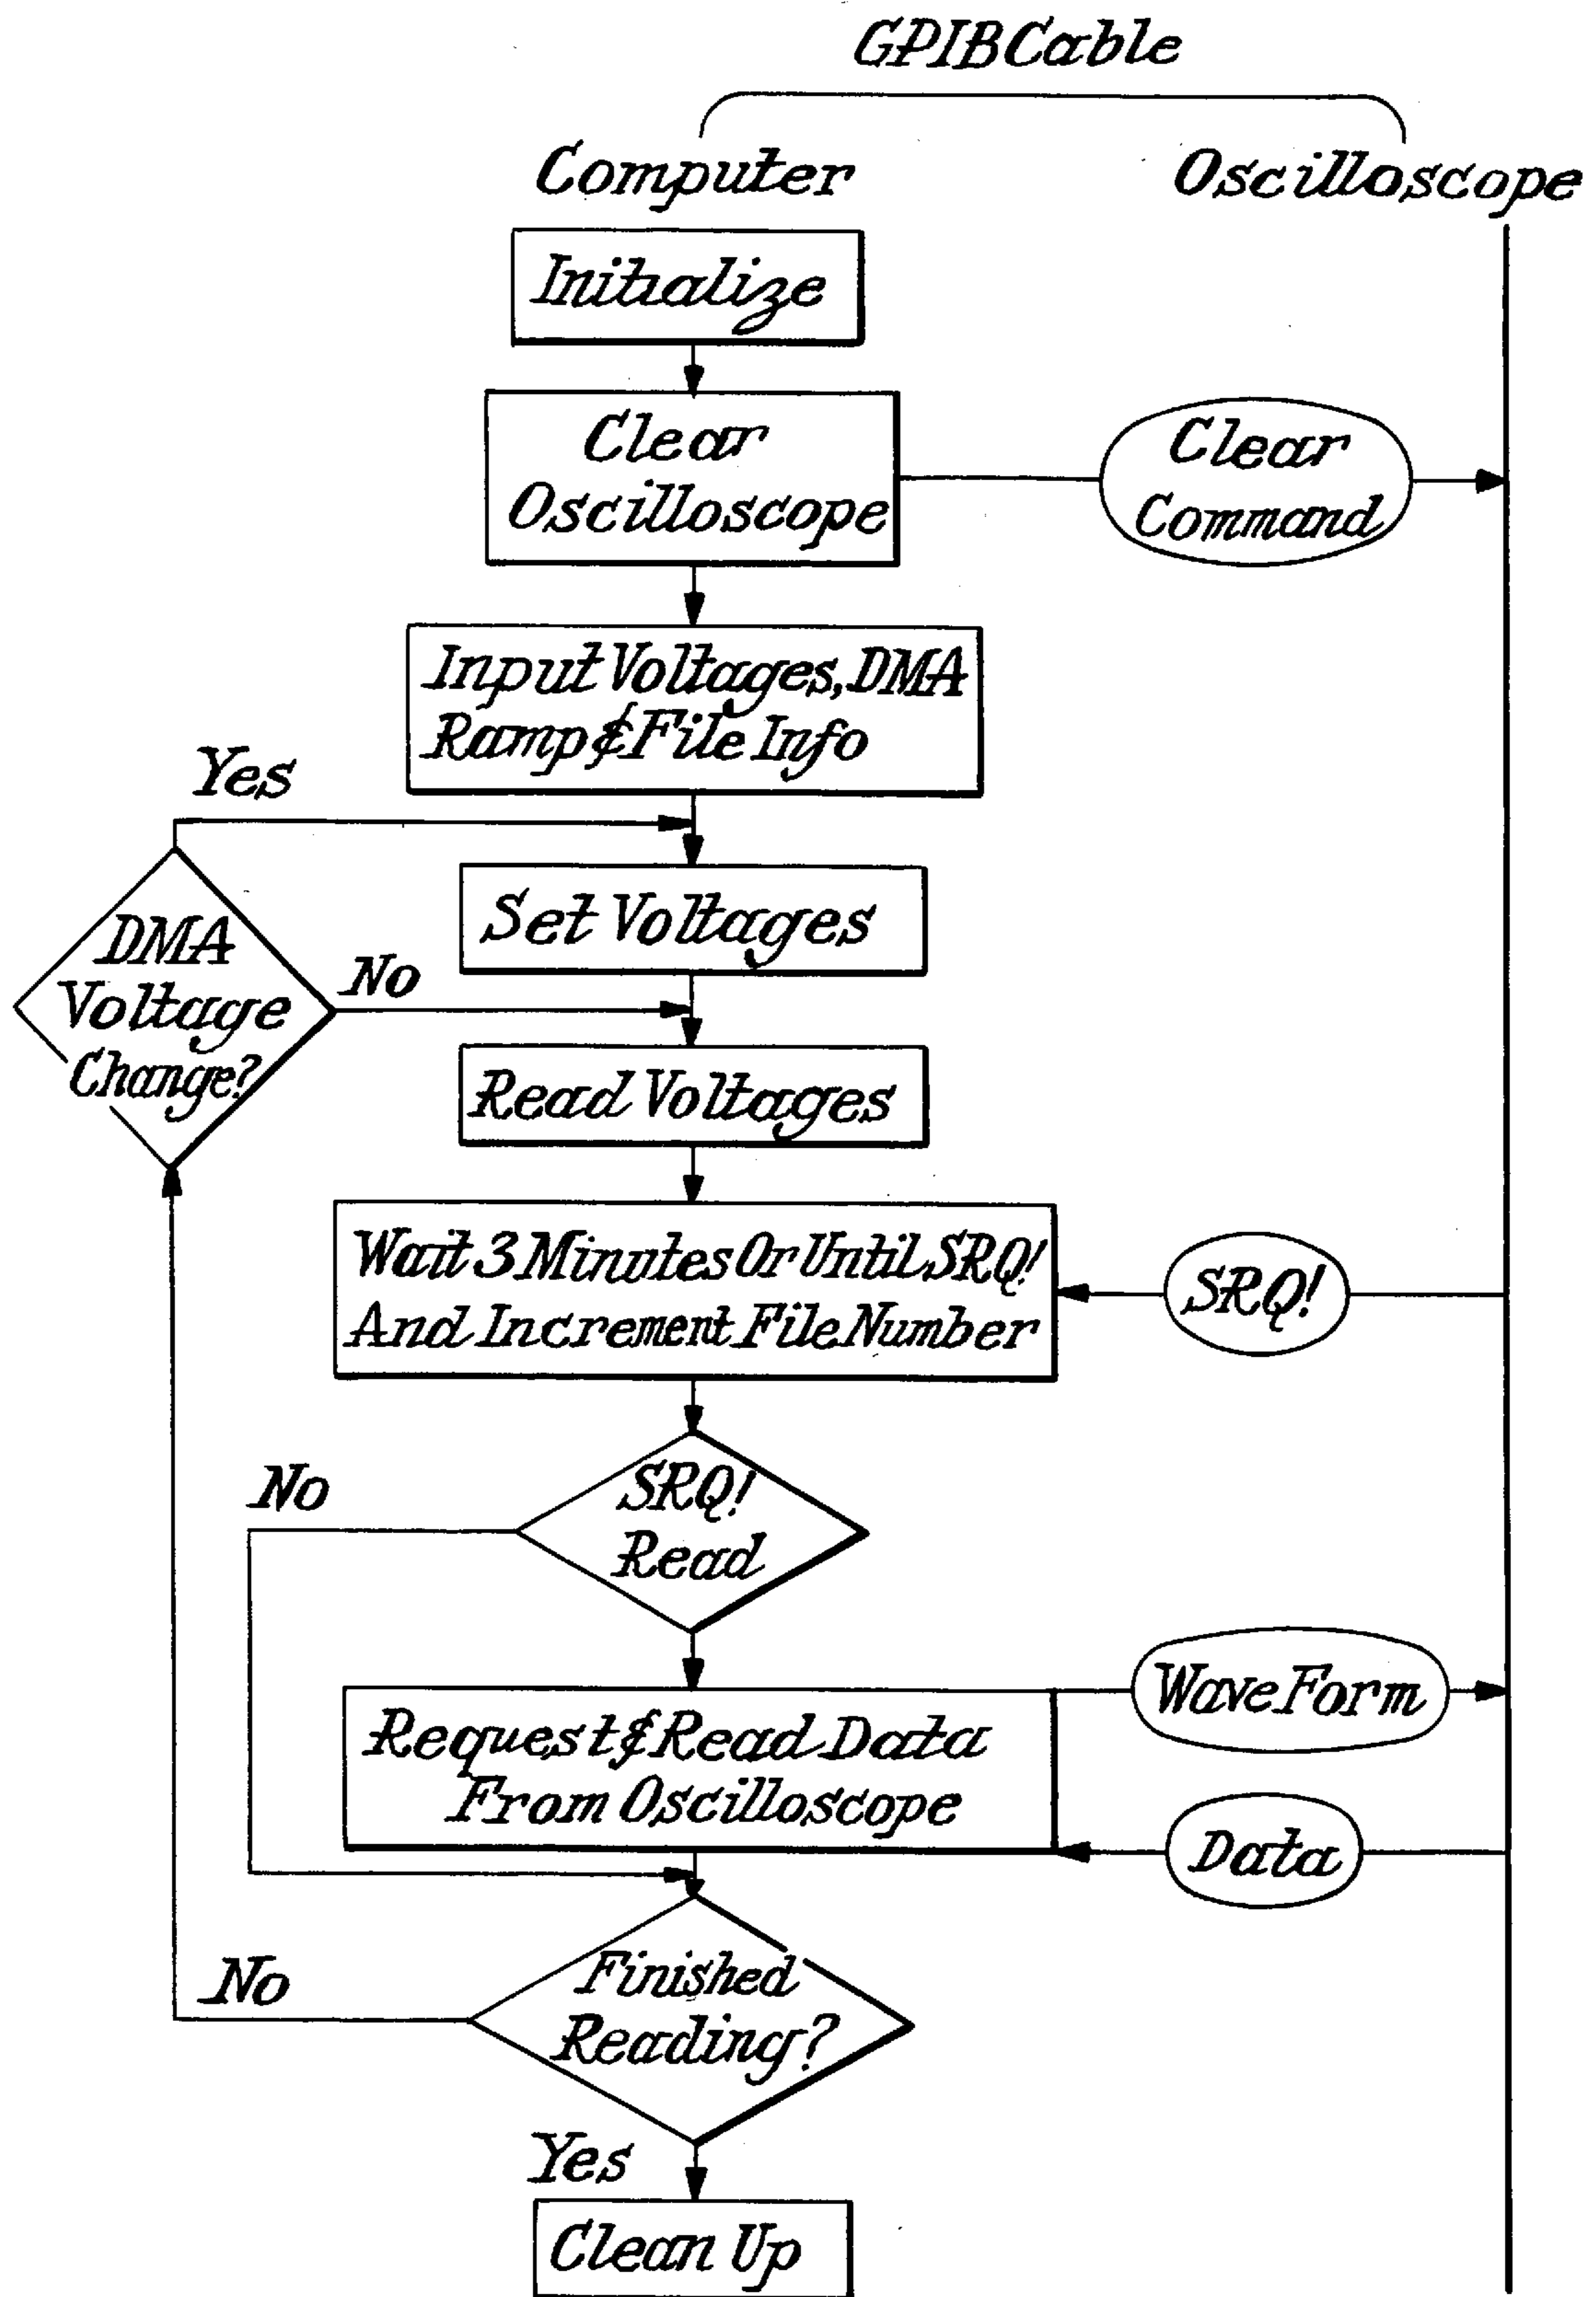 GPIB Cable
Computer
Oscilloscope
Initialize
Clear
Oscilloscope
Clear
Command
Input Voltages, DMA
Ramp & File Info
Yes
Set Voltages
DMA
Voltage
Change?
No
Read Voltages
Wait 3 Minutes Or Until SRQ!
And Increment File Number
SRQ!
SRQ!
Read
No
Request & Read Data
From Oscilloscope
Wave Form
Data
Finished
Reading?
No
Yes
Clean Up